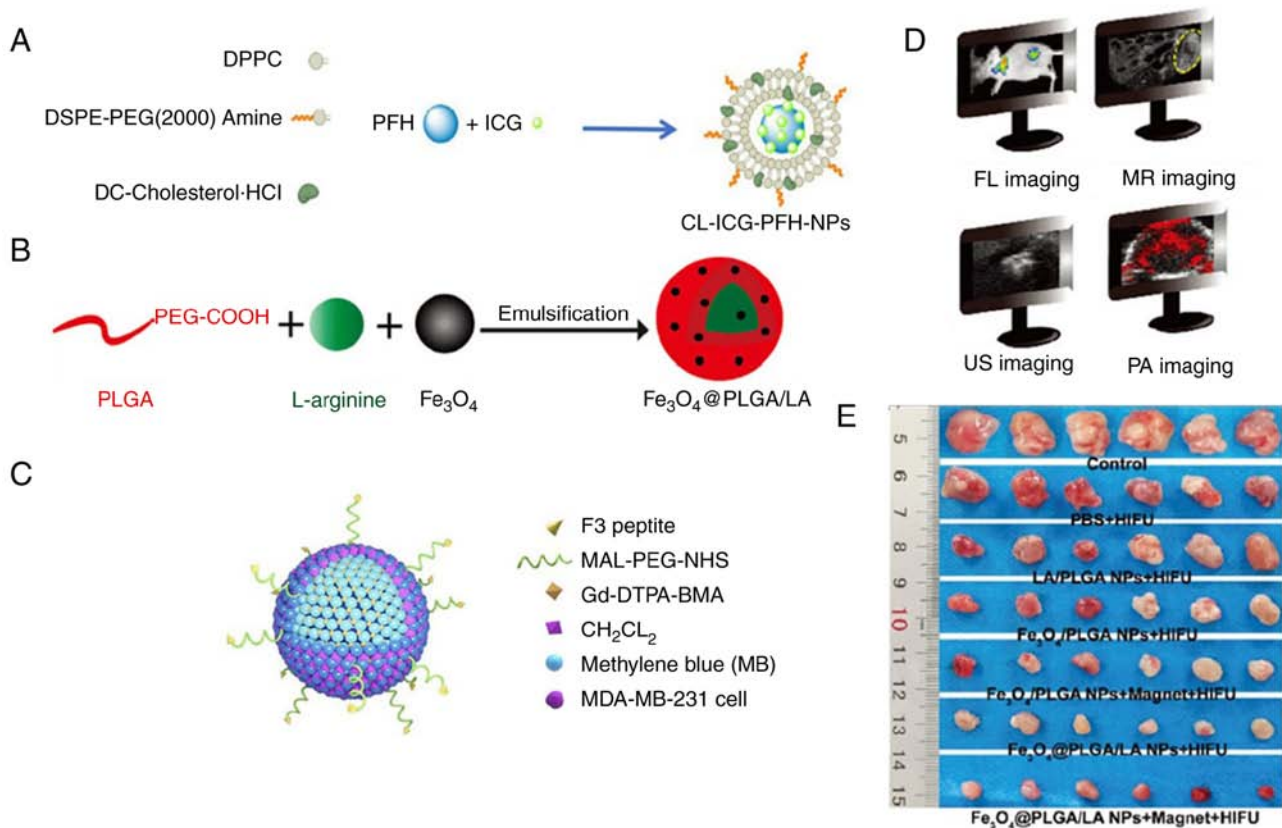 A
DPPC
DSPE-PEG(2000) Amine
DC-Cholesterol·HCl
PFH + ICG
CL-ICG-PFH-NPs
B
PEG-COOH
PLGA
+
L-arginine
+
Fe₃O₄
Emulsification
Fe₃O₄@PLGA/LA
C
F3 peptite
MAL-PEG-NHS
Gd-DTPA-BMA
CH₂CL₂
Methylene blue (MB)
MDA-MB-231 cell
D
FL imaging
MR imaging
US imaging
PA imaging
E
5
Control
6
7
PBS+HIFU
8
LA/PLGA NPs+HIFU
9
10
Fe₃O₄/PLGA NPs+HIFU
11
12
Fe₃O₄/PLGA NPs+Magnet+HIFU
13
Fe₃O₄@PLGA/LA NPs+HIFU
14
15
Fe₃O₄@PLGA/LA NPs+Magnet+HIFU